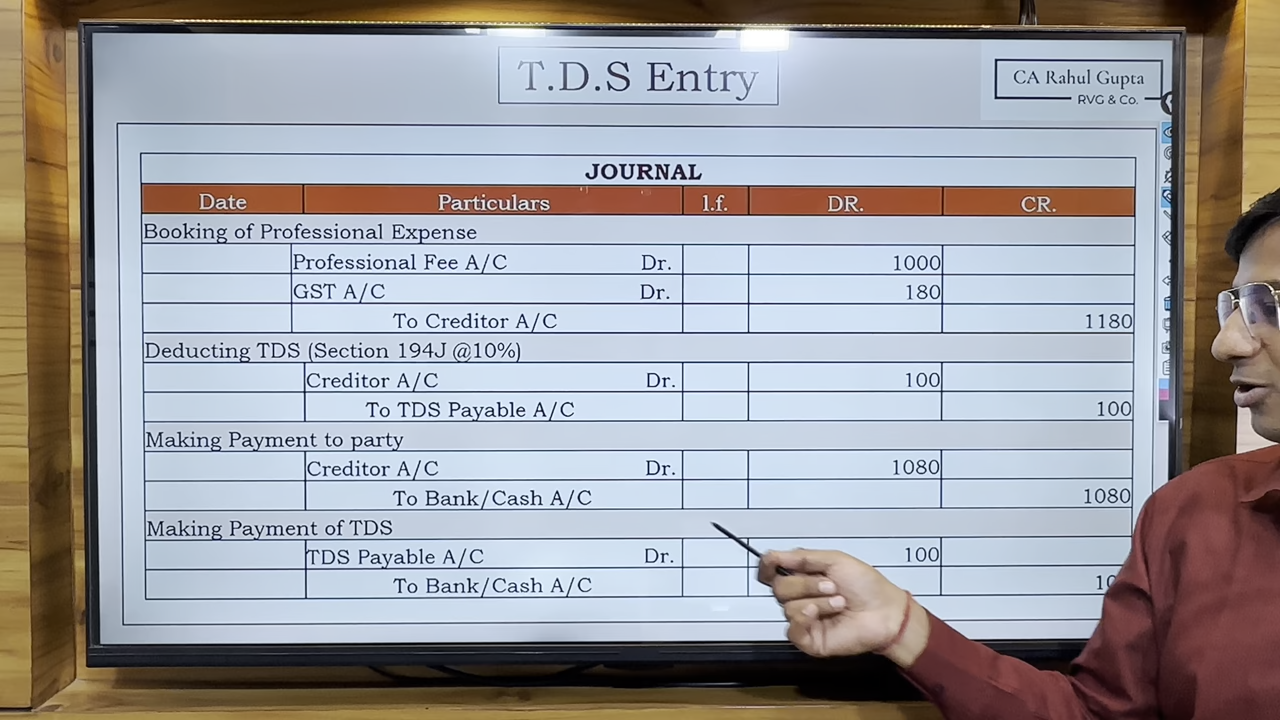 T.D.S Entry
CA Rahul Gupta
RVG & Co.
JOURNAL
Date Particulars l.f. DR. CR.
Booking of Professional Expense
Professional Fee A/C Dr. 1000
GST A/C Dr. 180
To Creditor A/C 1180
Deducting TDS (Section 194J @10%)
Creditor A/C Dr. 100
To TDS Payable A/C 100
Making Payment to party
Creditor A/C Dr. 1080
To Bank/Cash A/C 1080
Making Payment of TDS
TDS Payable A/C Dr. 100
To Bank/Cash A/C